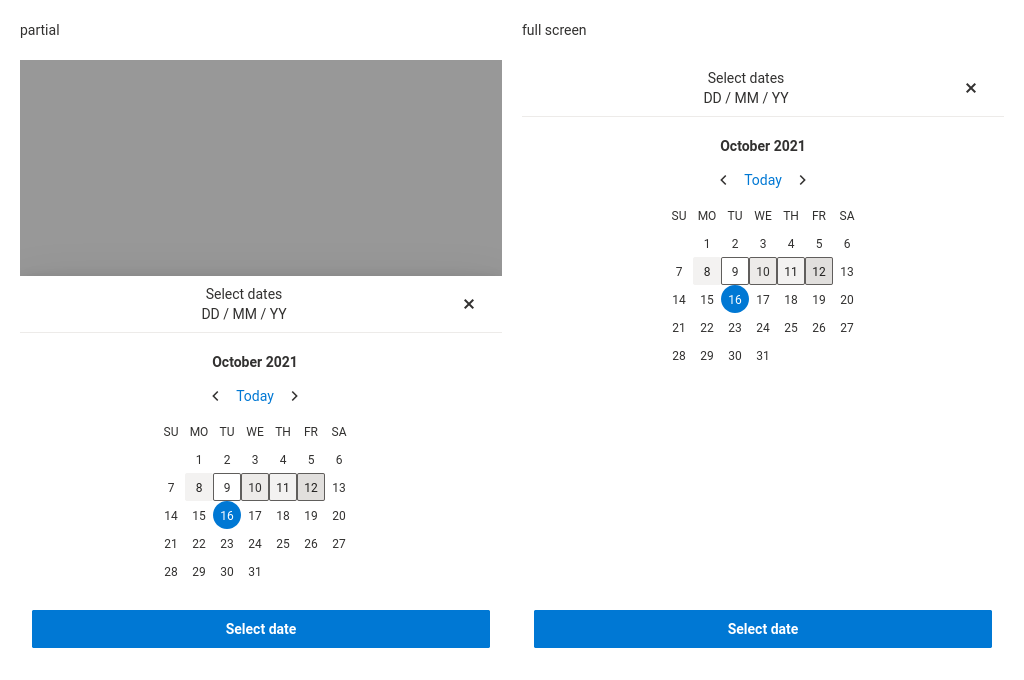 partial
Select dates
DD / MM / YY
October 2021
Today
SU MO TU WE TH FR SA
1 2 3 4 5 6
7 8 9 10 11 12 13
14 15 16 17 18 19 20
21 22 23 24 25 26 27
28 29 30 31
Select date
full screen
Select dates
DD / MM / YY
October 2021
Today
SU MO TU WE TH FR SA
1 2 3 4 5 6
7 8 9 10 11 12 13
14 15 16 17 18 19 20
21 22 23 24 25 26 27
28 29 30 31
Select date